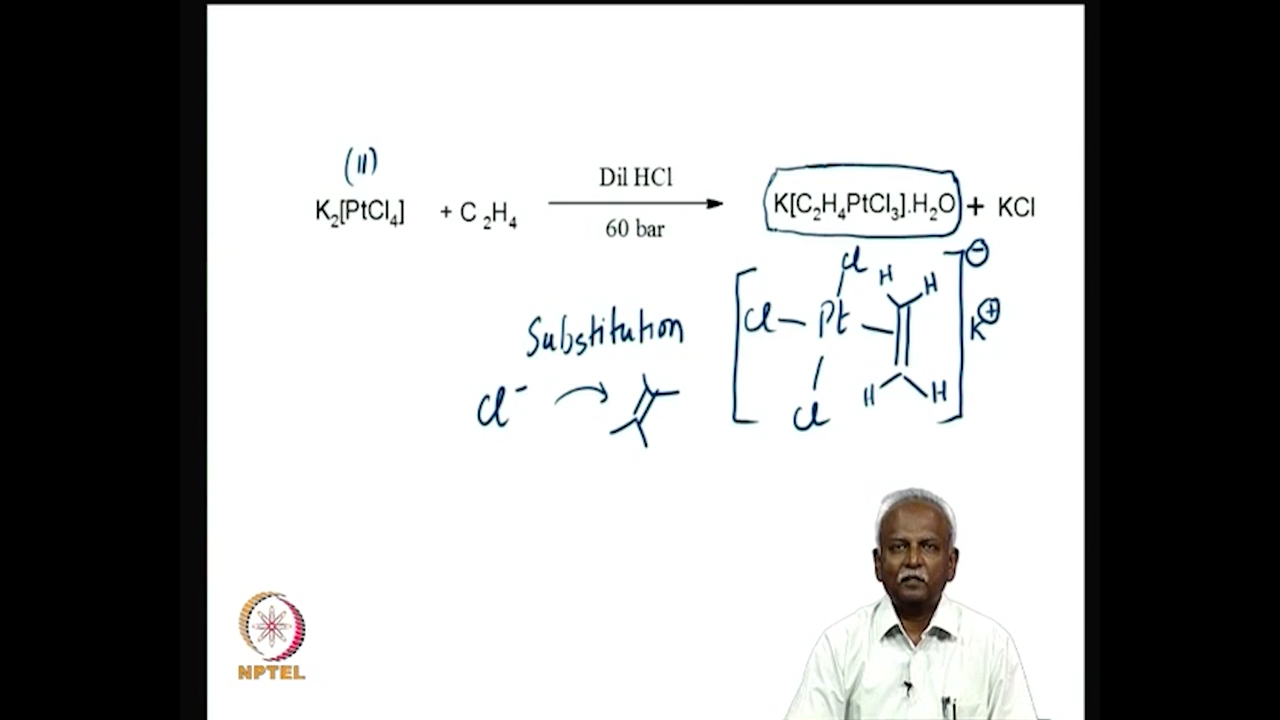 (II)
K₂[PtCl₄] + C₂H₄ Dil HCl 60 bar K[C₂H₄PtCl₃].H₂O + KCl
Cl H H ⊖
Substitution Cl – Pt K⊕
Cl⁻ Cl H H
NPTEL